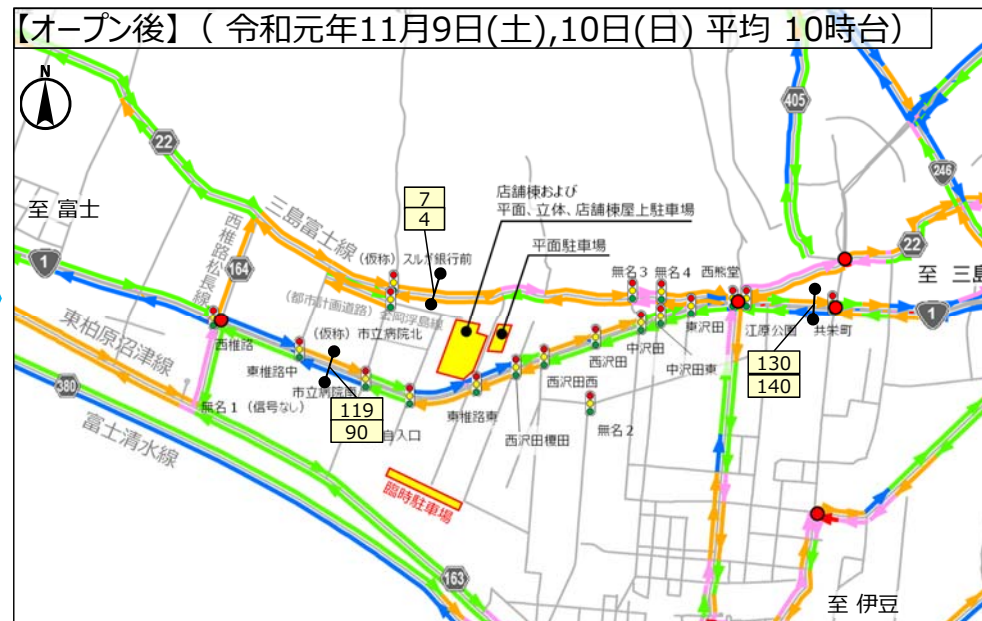 【オープン後】（ 令和元年11月9日(土),10日(日) 平均 10時台）
N
405
22
246
至 富士
7
4
店舗棟および
平面、立体、店舗棟屋上駐車場
平面駐車場
三島富士線
(仮称) スルガ銀行前
無名3
無名4
西熊堂
22
至 三島
1
164
西椎路松長線
(都市計画道路) 金岡浮島線
1
東柏原沼津線
西椎路
(仮称) 市立病院北
東沢田
江原公園
共栄町
中沢田
西沢田
中沢田東
130
140
東椎路中
西沢田西
380
市立病院南
無名1 (信号なし)
119
90
東椎路東
自入口
西沢田榎田
無名2
富士清水線
臨時駐車場
163
至 伊豆